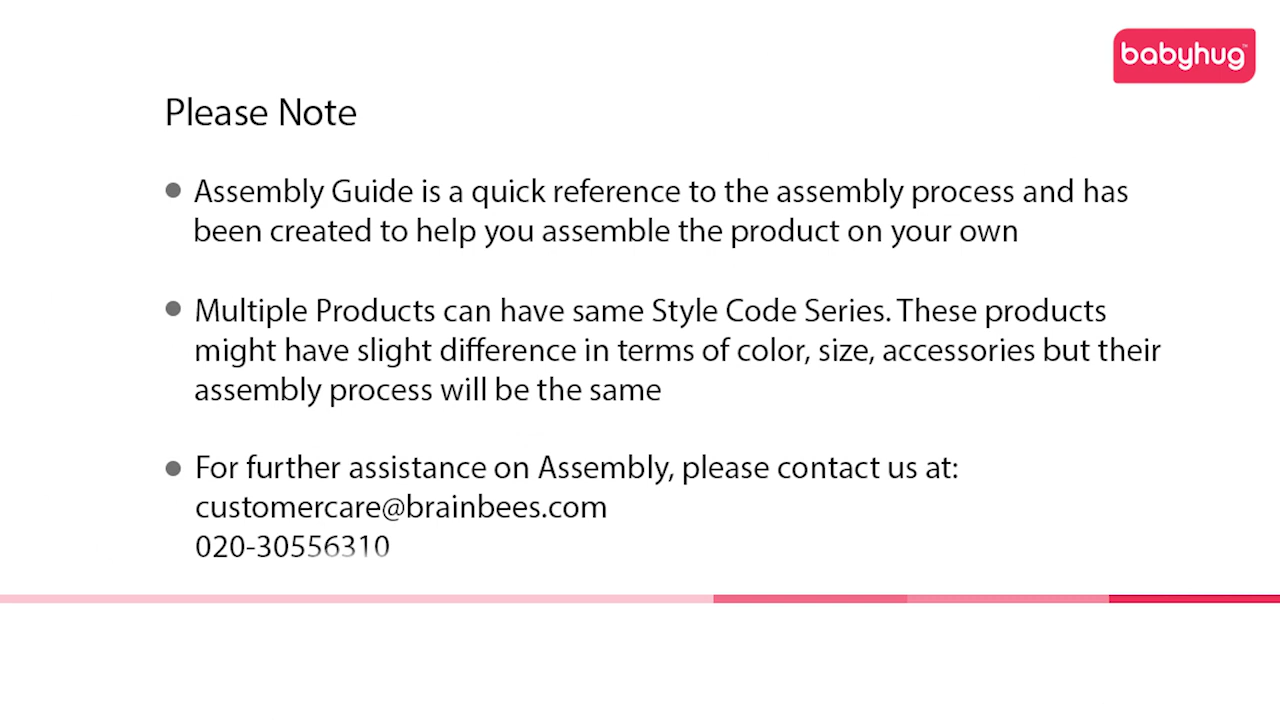 babyhug™
Please Note
Assembly Guide is a quick reference to the assembly process and has
been created to help you assemble the product on your own
Multiple Products can have same Style Code Series. These products
might have slight difference in terms of color, size, accessories but their
assembly process will be the same
For further assistance on Assembly, please contact us at:
customercare@brainbees.com
020-30556310